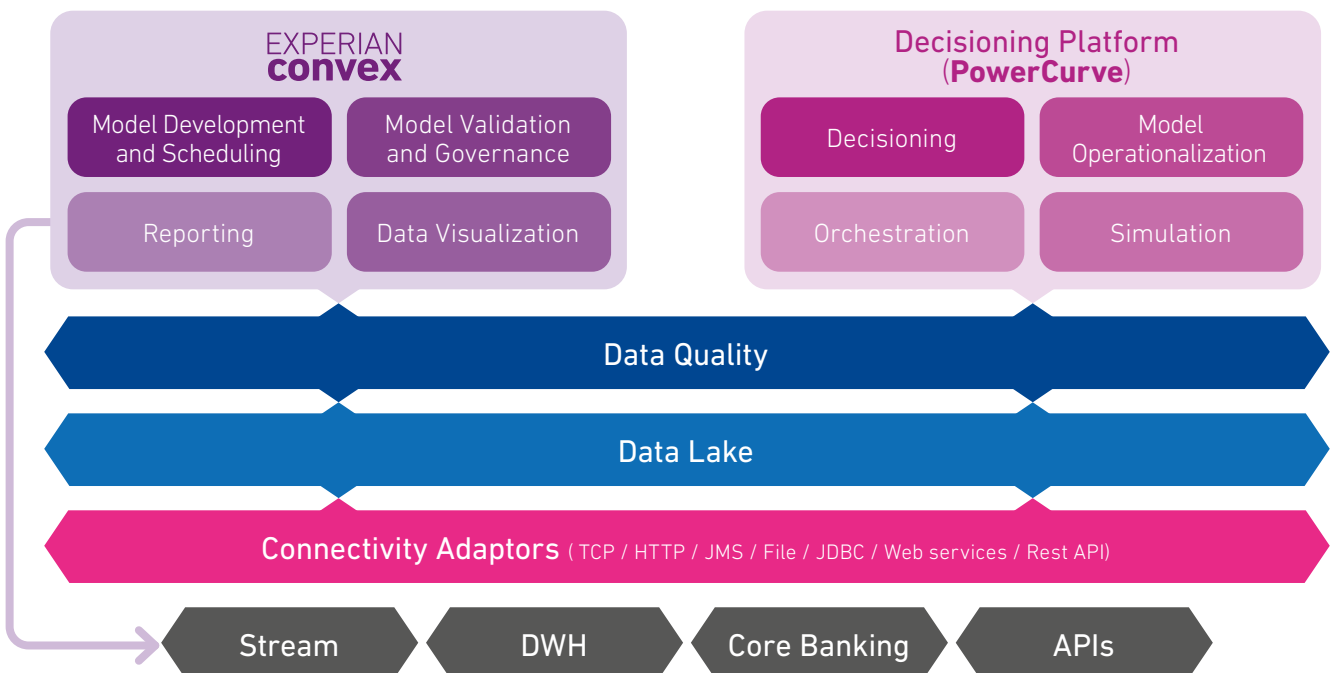 EXPERIAN
convex
Model Development
and Scheduling
Model Validation
and Governance
Reporting
Data Visualization
Decisioning Platform
(PowerCurve)
Decisioning
Model
Operationalization
Orchestration
Simulation
Data Quality
Data Lake
Connectivity Adaptors ( TCP / HTTP / JMS / File / JDBC / Web services / Rest API)
Stream
DWH
Core Banking
APIs